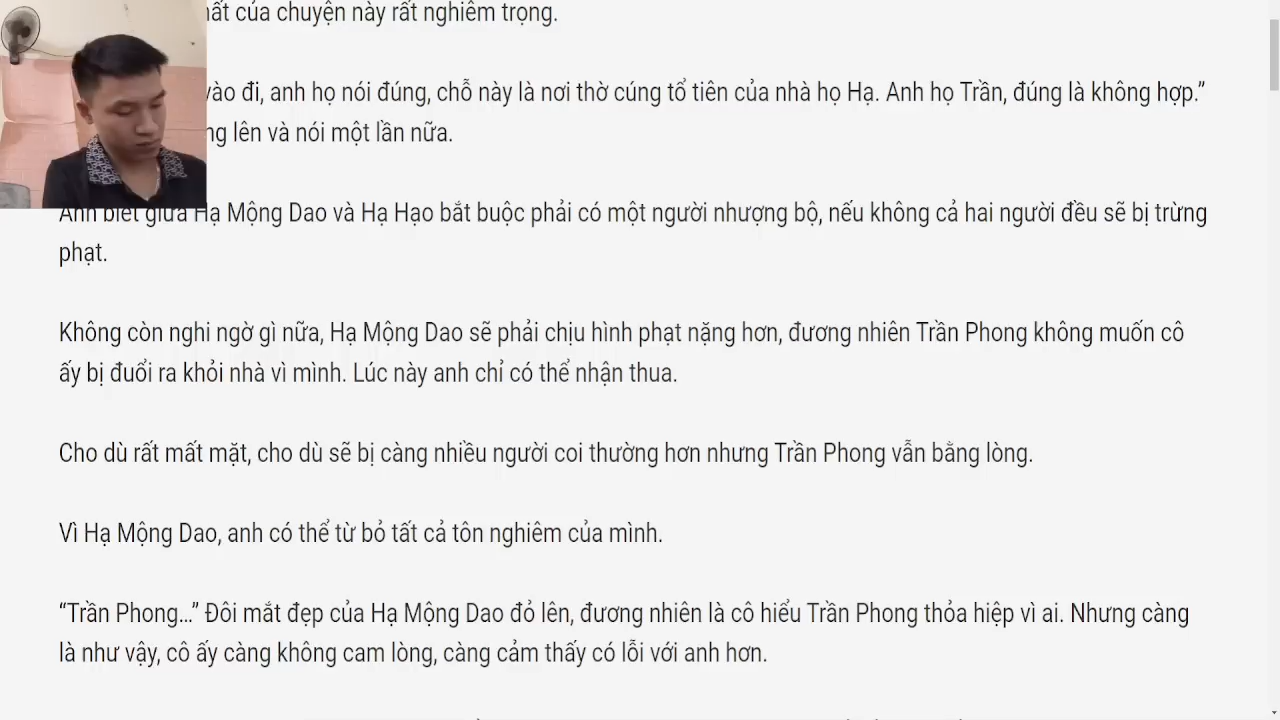 ất của chuyện này rất nghiêm trọng.
vào đi, anh họ nói đúng, chỗ này là nơi thờ cúng tổ tiên của nhà họ Hạ. Anh họ Trần, đúng là không hợp.”
ng lên và nói một lần nữa.
Anh biết giữa Hạ Mộng Dao và Hạ Hạo bắt buộc phải có một người nhượng bộ, nếu không cả hai người đều sẽ bị trừng
phạt.
Không còn nghi ngờ gì nữa, Hạ Mộng Dao sẽ phải chịu hình phạt nặng hơn, đương nhiên Trần Phong không muốn cô
ấy bị đuổi ra khỏi nhà vì mình. Lúc này anh chỉ có thể nhận thua.
Cho dù rất mất mặt, cho dù sẽ bị càng nhiều người coi thường hơn nhưng Trần Phong vẫn bằng lòng.
Vì Hạ Mộng Dao, anh có thể từ bỏ tất cả tôn nghiêm của mình.
“Trần Phong…” Đôi mắt đẹp của Hạ Mộng Dao đỏ lên, đương nhiên là cô hiểu Trần Phong thỏa hiệp vì ai. Nhưng càng
là như vậy, cô ấy càng không cam lòng, càng cảm thấy có lỗi với anh hơn.